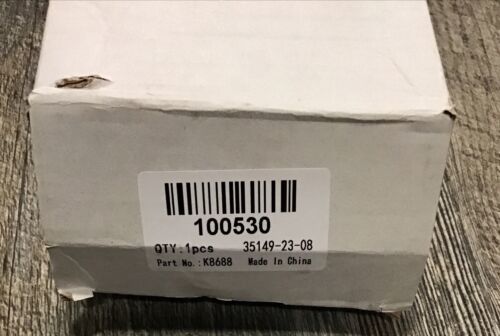 100530
QTY.:1pcs 35149-23-08
Part No.:K8688 Made In China